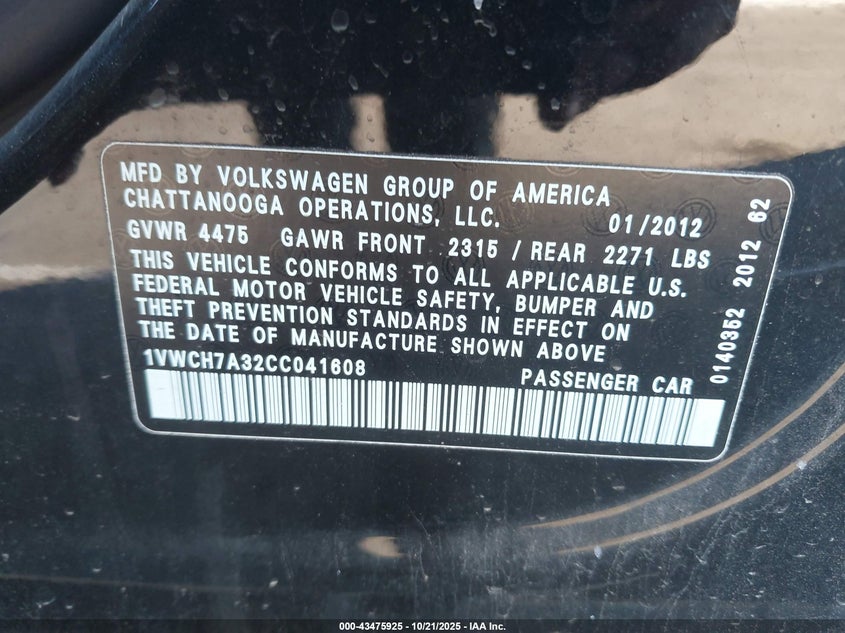 MFD BY VOLKSWAGEN GROUP OF AMERICA
CHATTANOOGA OPERATIONS, LLC. 01/2012
GVWR 4475 GAWR FRONT 2315 / REAR 2271 LBS
THIS VEHICLE CONFORMS TO ALL APPLICABLE U.S.
FEDERAL MOTOR VEHICLE SAFETY, BUMPER AND
THEFT PREVENTION STANDARDS IN EFFECT ON
THE DATE OF MANUFACTURE SHOWN ABOVE
1VWCH7A32CC041608 PASSENGER CAR
0140352 2012 62
000-43475925 - 10/21/2025 - IAA Inc.